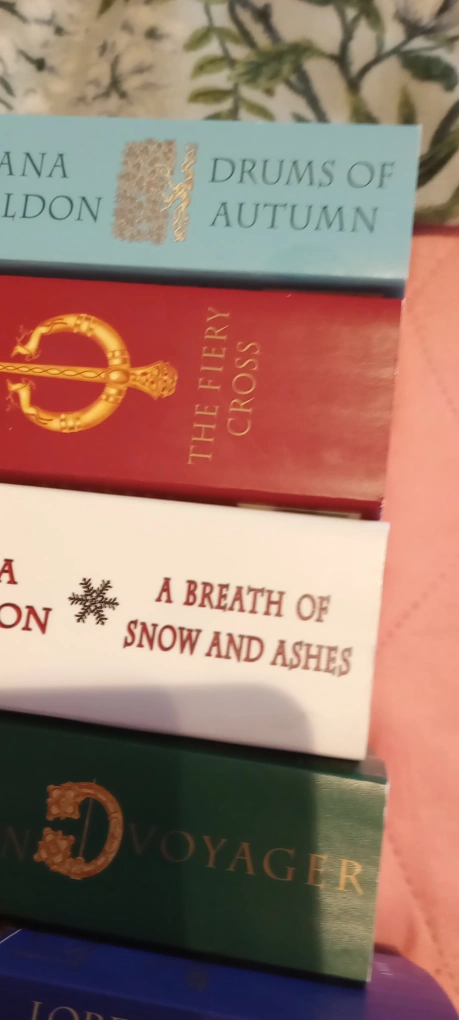 ANA
LDON
DRUMS OF
AUTUMN
THE FIERY
CROSS
A
ON
A BREATH OF
SNOW AND ASHES
N
VOYAGER